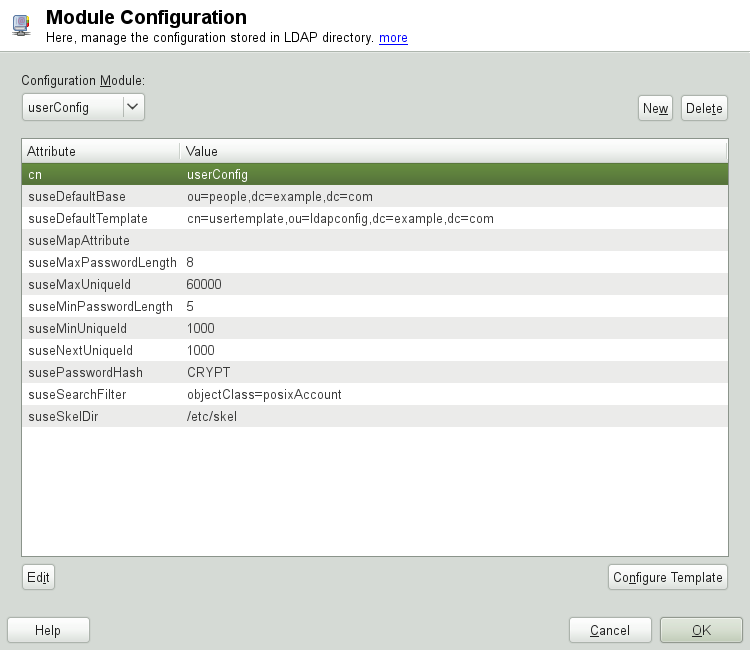 Module Configuration
Here, manage the configuration stored in LDAP directory. more
Configuration Module:
userConfig
New Delete
Attribute Value
cn userConfig
suseDefaultBase ou=people,dc=example,dc=com
suseDefaultTemplate cn=usertemplate,ou=ldapconfig,dc=example,dc=com
suseMapAttribute
suseMaxPasswordLength 8
suseMaxUniqueId 60000
suseMinPasswordLength 5
suseMinUniqueId 1000
suseNextUniqueId 1000
susePasswordHash CRYPT
suseSearchFilter objectClass=posixAccount
suseSkelDir /etc/skel
Edit Configure Template
Help Cancel OK